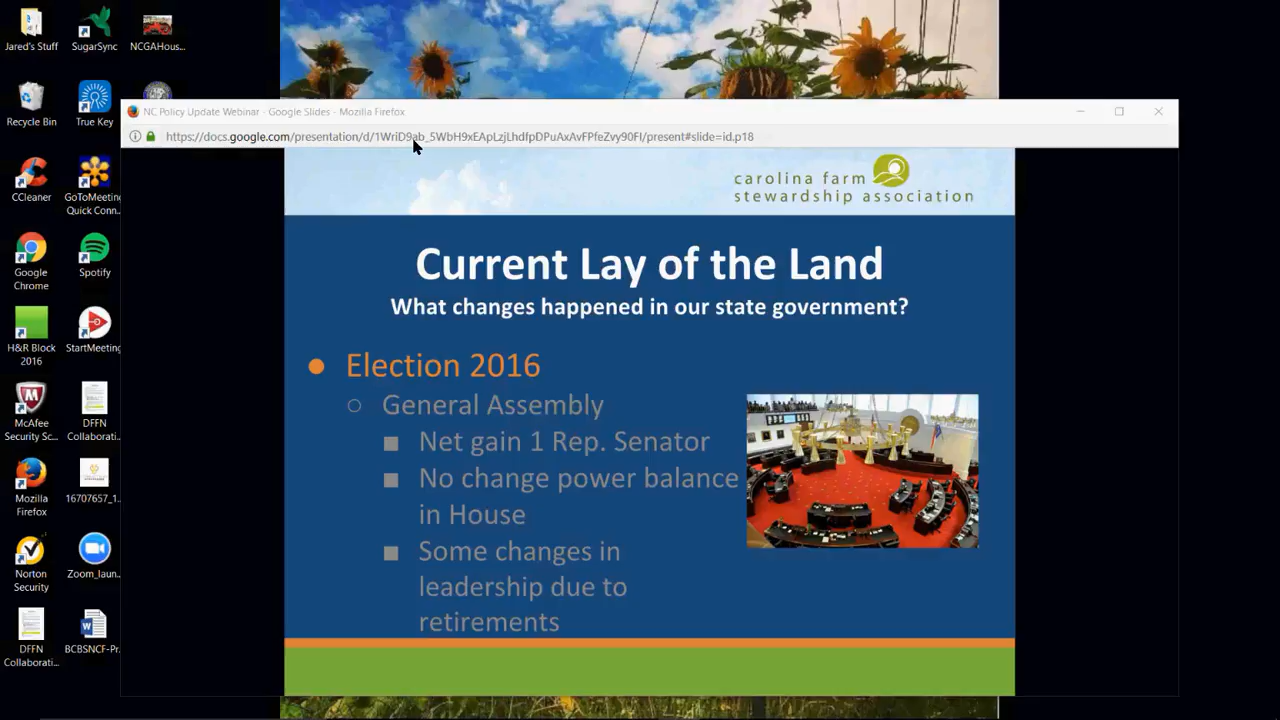 Jared's Stuff
SugarSync
NCGAHous...
Recycle Bin
True Key
CCleaner
GoToMeeting
Quick Conn...
Google
Chrome
Spotify
H&R Block
2016
StartMeeting
McAfee
Security Sc...
DFFN
Collaborati...
Mozilla
Firefox
16707657_1...
Norton
Security
Zoom_laun...
DFFN
Collaborati...
BCBSNCF-Pr...
NC Policy Update Webinar - Google Slides - Mozilla Firefox
https://docs.google.com/presentation/d/1WriD9ab_5WbH9xEApLzjLhdfpDPuAxAvFPfeZvy90FI/present#slide=id.p18
carolina farm
stewardship association
Current Lay of the Land
What changes happened in our state government?
Election 2016
General Assembly
Net gain 1 Rep. Senator
No change power balance
in House
Some changes in
leadership due to
retirements